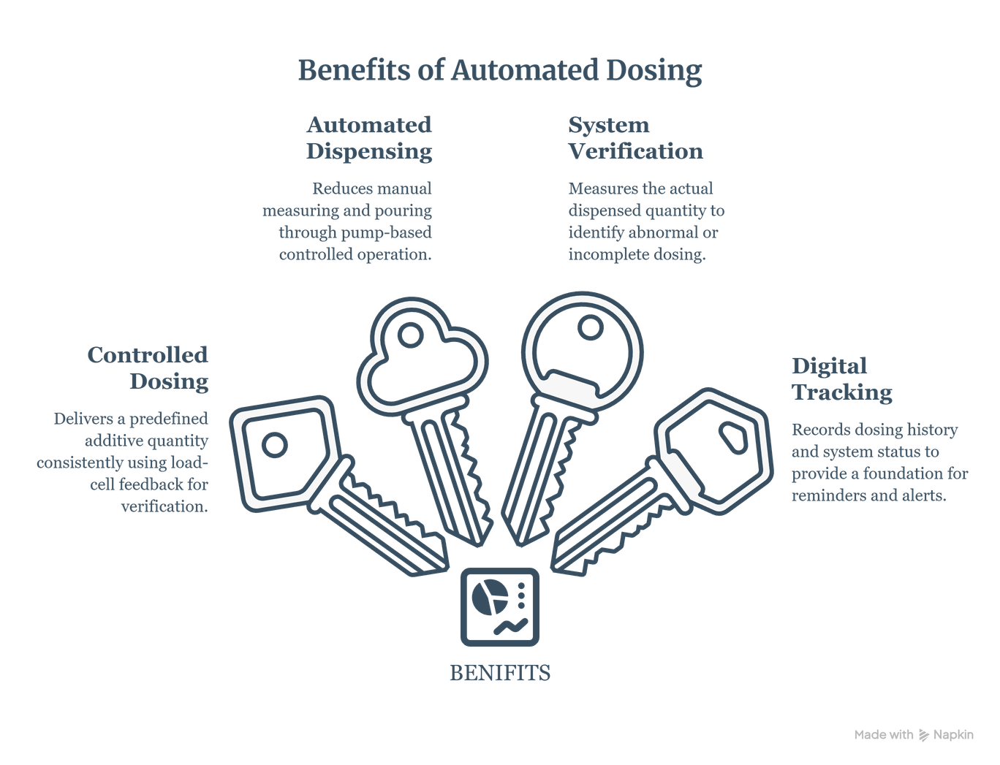 Benefits of Automated Dosing
Automated
Dispensing
Reduces manual
measuring and pouring
through pump-based
controlled operation.
System
Verification
Measures the actual
dispensed quantity to
identify abnormal or
incomplete dosing.
Controlled
Dosing
Delivers a predefined
additive quantity
consistently using load-
cell feedback for
verification.
Digital
Tracking
Records dosing history
and system status to
provide a foundation for
reminders and alerts.
BENIFITS
Made with Napkin